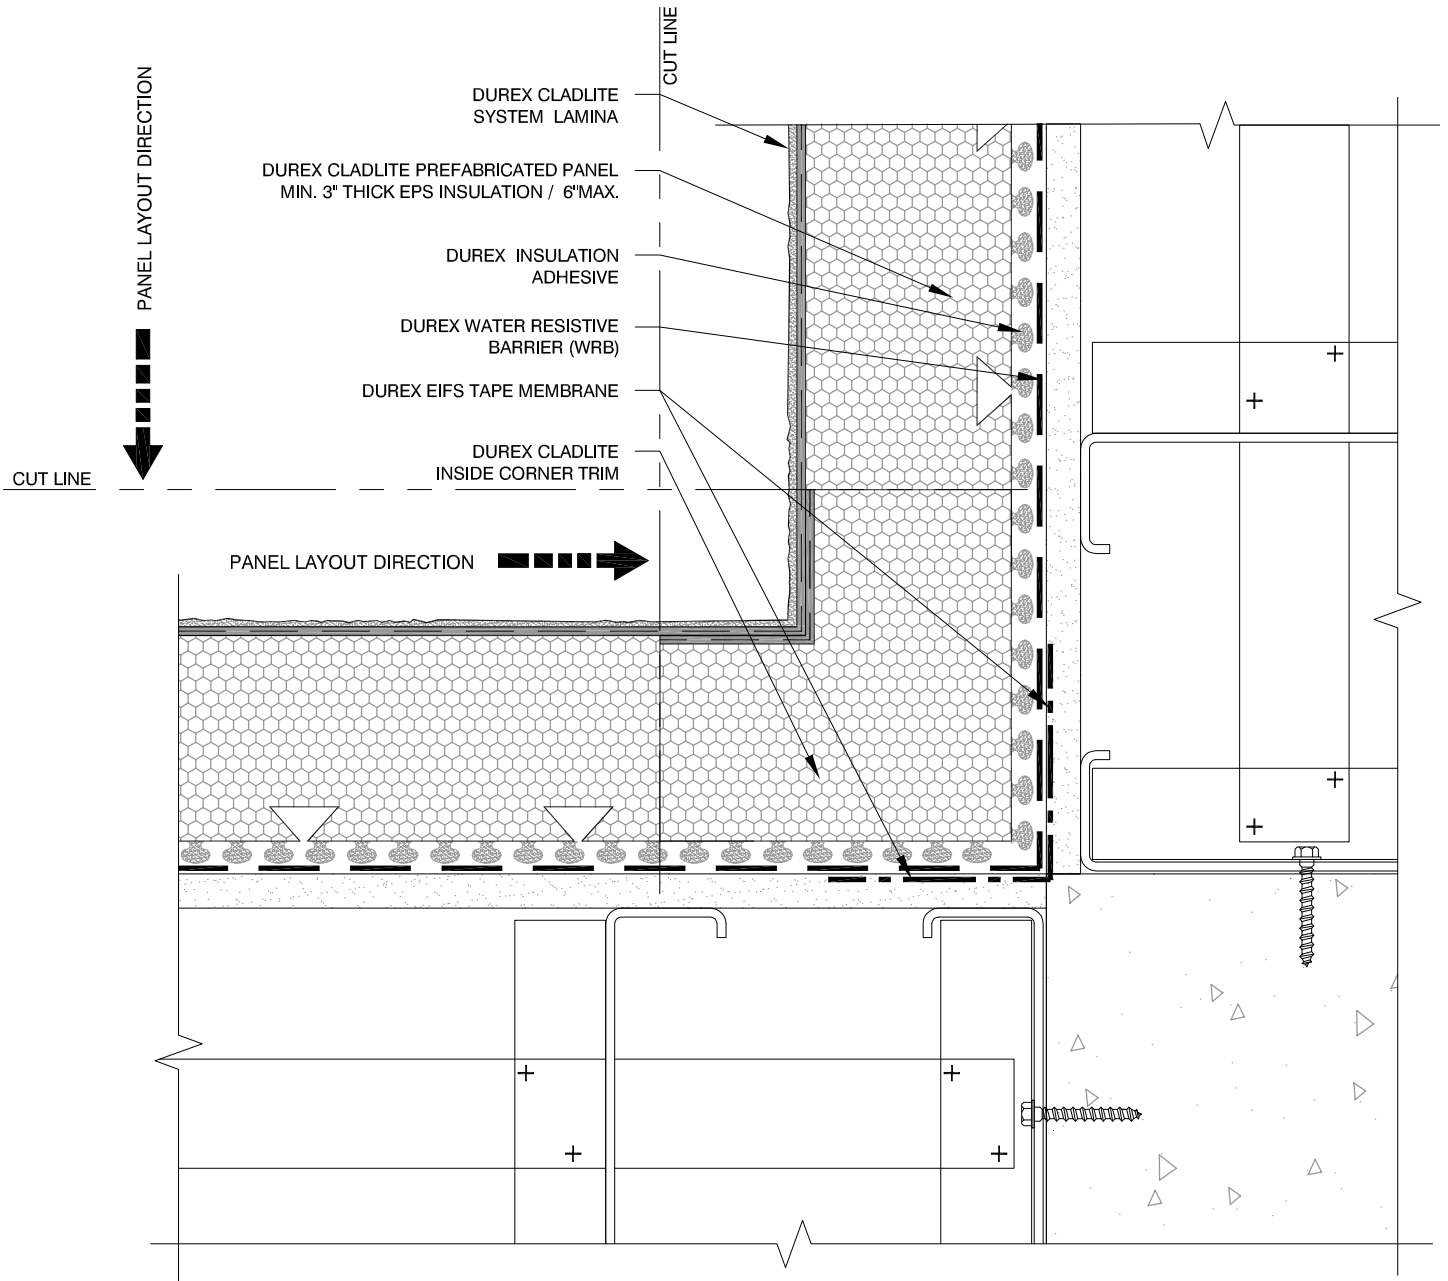 CUT LINE
PANEL LAYOUT DIRECTION
DUREX CLADLITE
SYSTEM LAMINA
DUREX CLADLITE PREFABRICATED PANEL
MIN. 3" THICK EPS INSULATION / 6"MAX.
DUREX INSULATION
ADHESIVE
DUREX WATER RESISTIVE
BARRIER (WRB)
DUREX EIFS TAPE MEMBRANE
DUREX CLADLITE
INSIDE CORNER TRIM
CUT LINE
PANEL LAYOUT DIRECTION